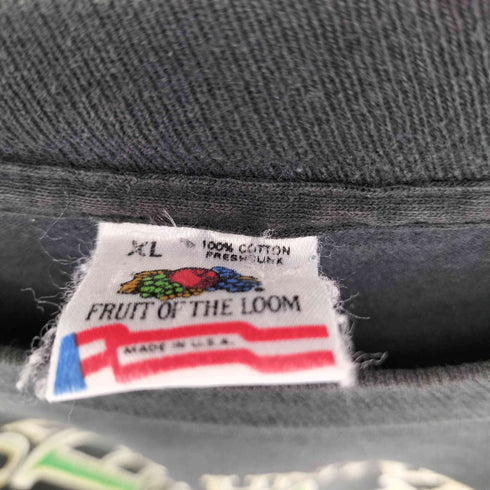 XL 100% COTTON
PRESHRUNK
FRUIT OF THE LOOM
MADE IN U.S.A.